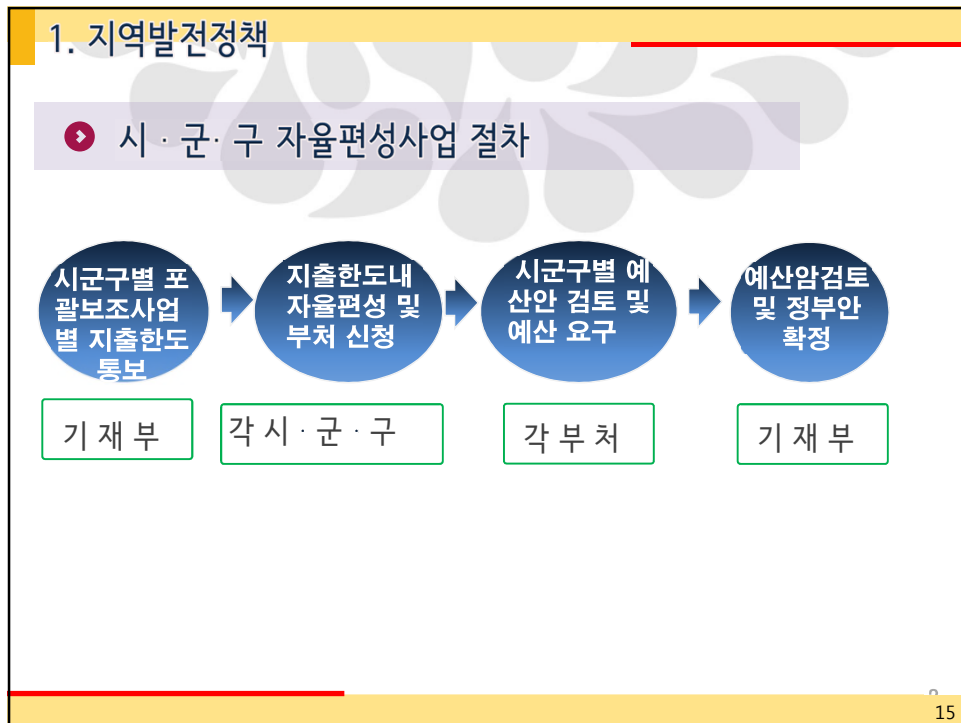 1. 지역발전정책
시 · 군· 구 자율편성사업 절차
시군구별 포
괄보조사업
별 지출한도
통보
지출한도내
자율편성 및
부처 신청
시군구별 예
산안 검토 및
예산 요구
예산암검토
및 정부안
확정
기 재 부
각 시 · 군 · 구
각 부 처
기 재 부
15